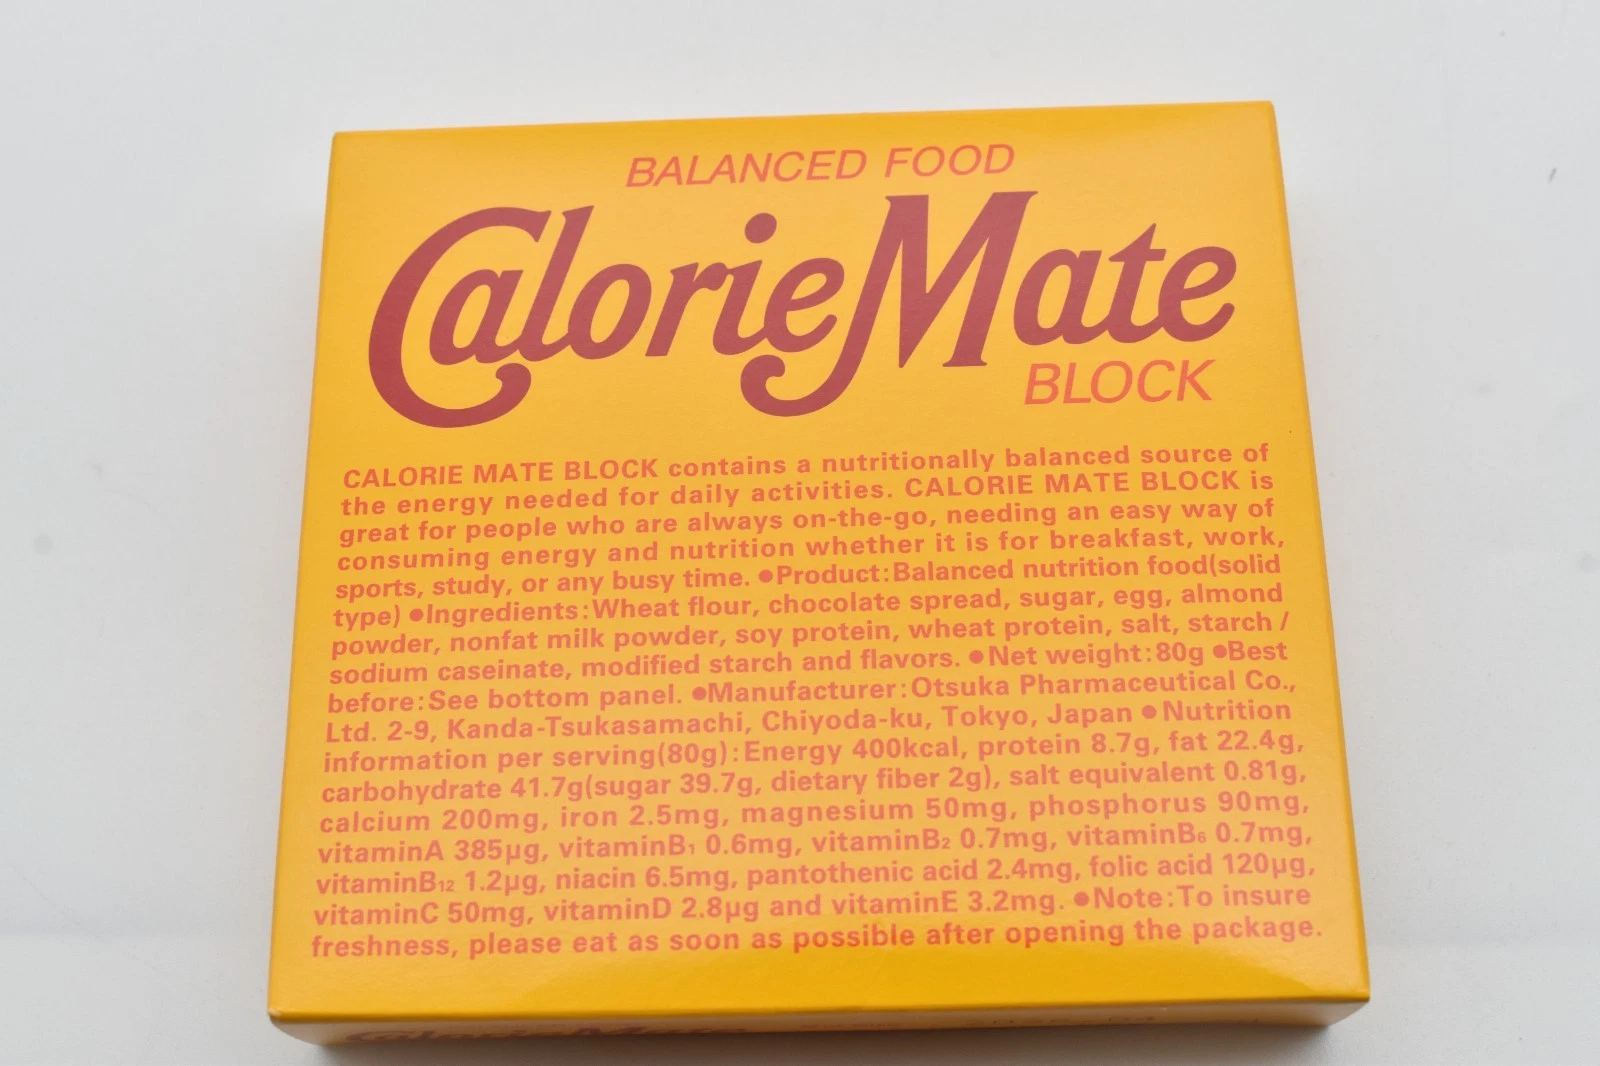 BALANCED FOOD
CalorieMate
BLOCK
CALORIE MATE BLOCK contains a nutritionally balanced source of
the energy needed for daily activities. CALORIE MATE BLOCK is
great for people who are always on-the-go, needing an easy way of
consuming energy and nutrition whether it is for breakfast, work,
sports, study, or any busy time. ●Product:Balanced nutrition food(solid
type) ●Ingredients:Wheat flour, chocolate spread, sugar, egg, almond
powder, nonfat milk powder, soy protein, wheat protein, salt, starch /
sodium caseinate, modified starch and flavors. ●Net weight:80g ●Best
before:See bottom panel. ●Manufacturer:Otsuka Pharmaceutical Co.,
Ltd. 2-9, Kanda-Tsukasamachi, Chiyoda-ku, Tokyo, Japan ●Nutrition
information per serving(80g):Energy 400kcal, protein 8.7g, fat 22.4g,
carbohydrate 41.7g(sugar 39.7g, dietary fiber 2g), salt equivalent 0.81g,
calcium 200mg, iron 2.5mg, magnesium 50mg, phosphorus 90mg,
vitaminA 385μg, vitaminB₁ 0.6mg, vitaminB₂ 0.7mg, vitaminB₆ 0.7mg,
vitaminB₁₂ 1.2μg, niacin 6.5mg, pantothenic acid 2.4mg, folic acid 120μg,
vitaminC 50mg, vitaminD 2.8μg and vitaminE 3.2mg. ●Note:To insure
freshness, please eat as soon as possible after opening the package.
CalorieMate